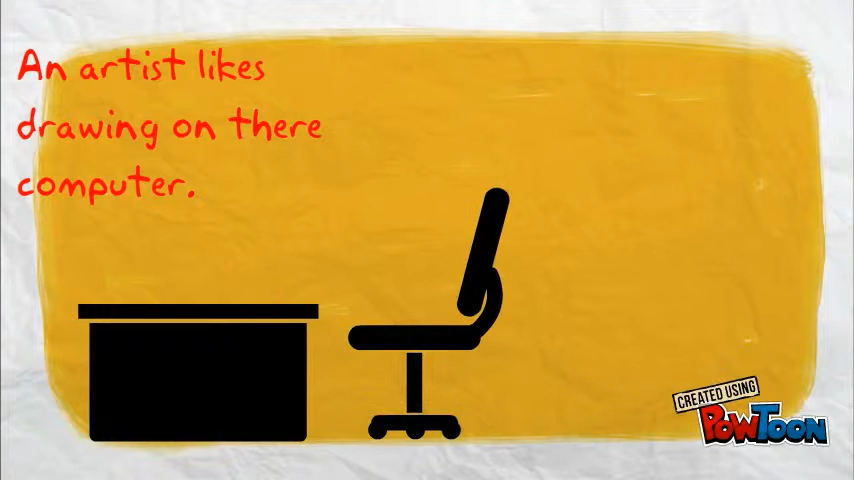 An artist likes
drawing on there
computer.
CREATED USING
POWTOON